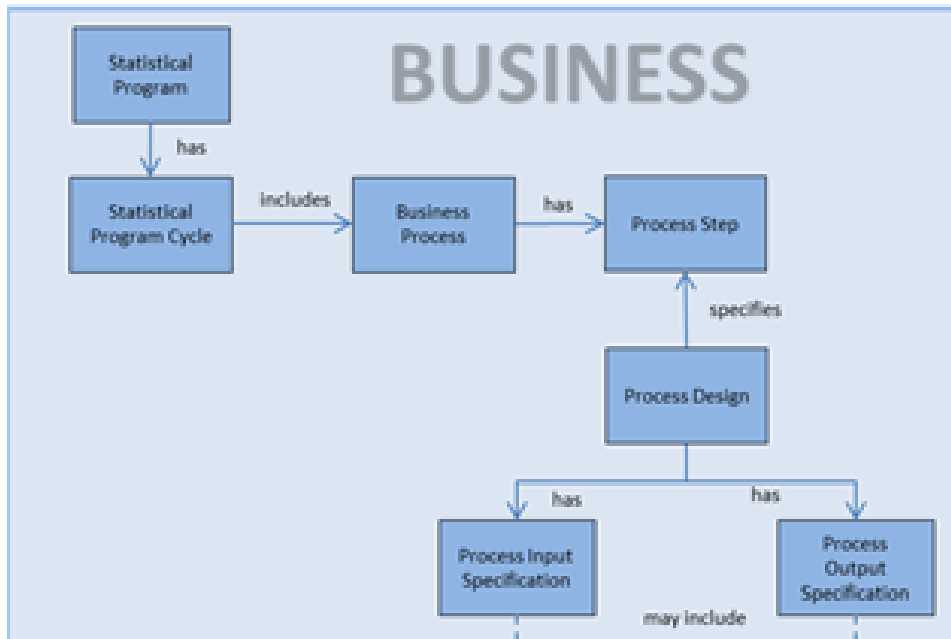 BUSINESS
Statistical
Program
has
Statistical
Program Cycle
includes
Business
Process
has
Process Step
specifies
Process Design
has
has
Process Input
Specification
Process
Output
Specification
may include